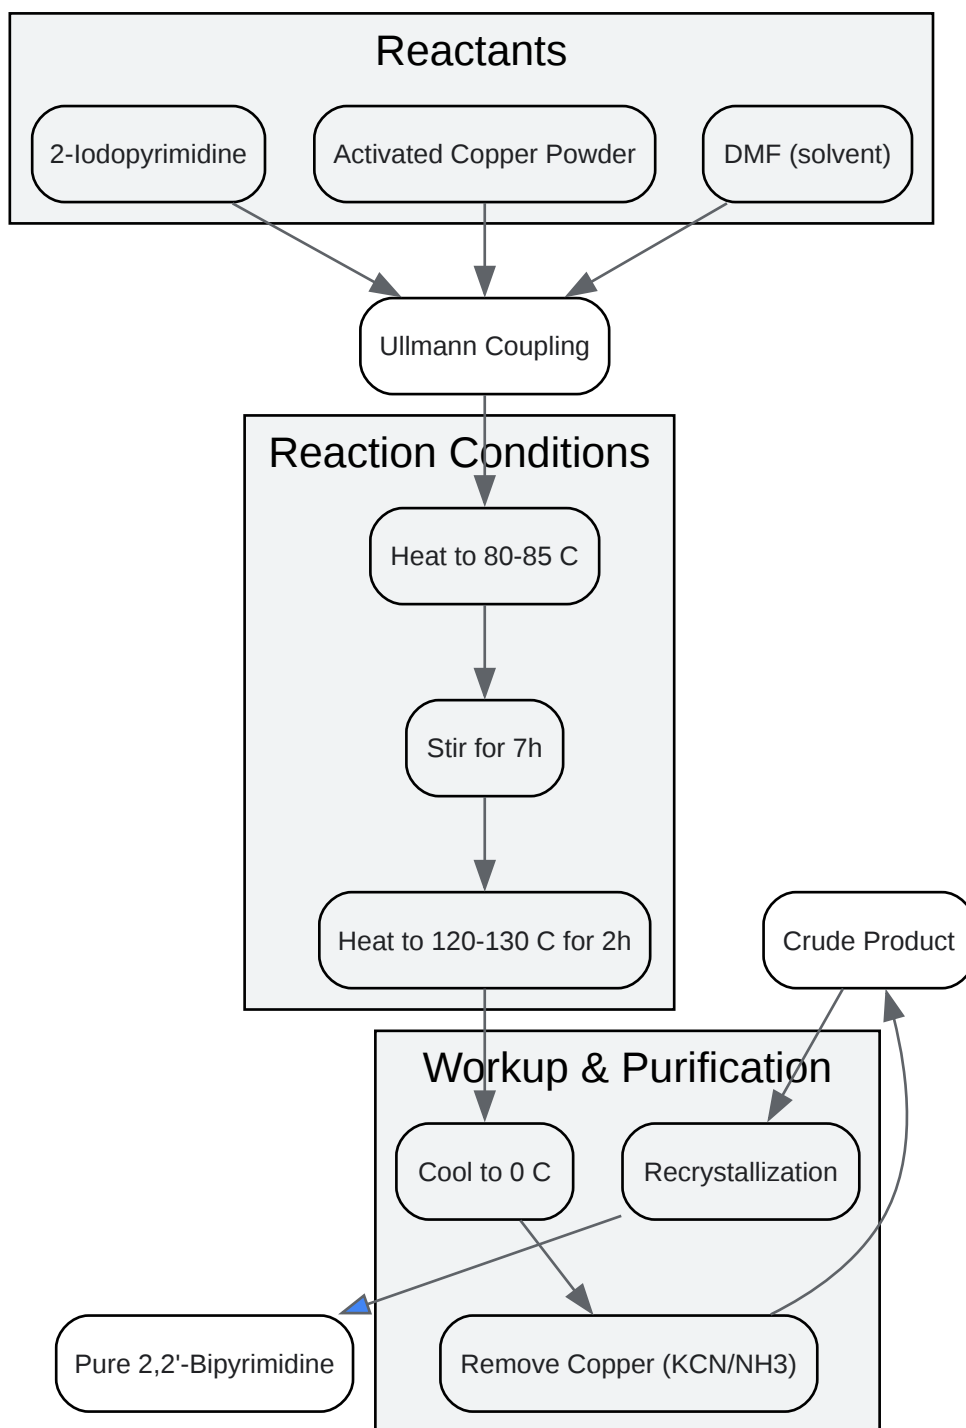 Reactants
2-Iodopyrimidine
Activated Copper Powder
DMF (solvent)
Ullmann Coupling
Reaction Conditions
Heat to 80-85 C
Stir for 7h
Heat to 120-130 C for 2h
Crude Product
Workup & Purification
Cool to 0 C
Recrystallization
Pure 2,2'-Bipyrimidine
Remove Copper (KCN/NH3)